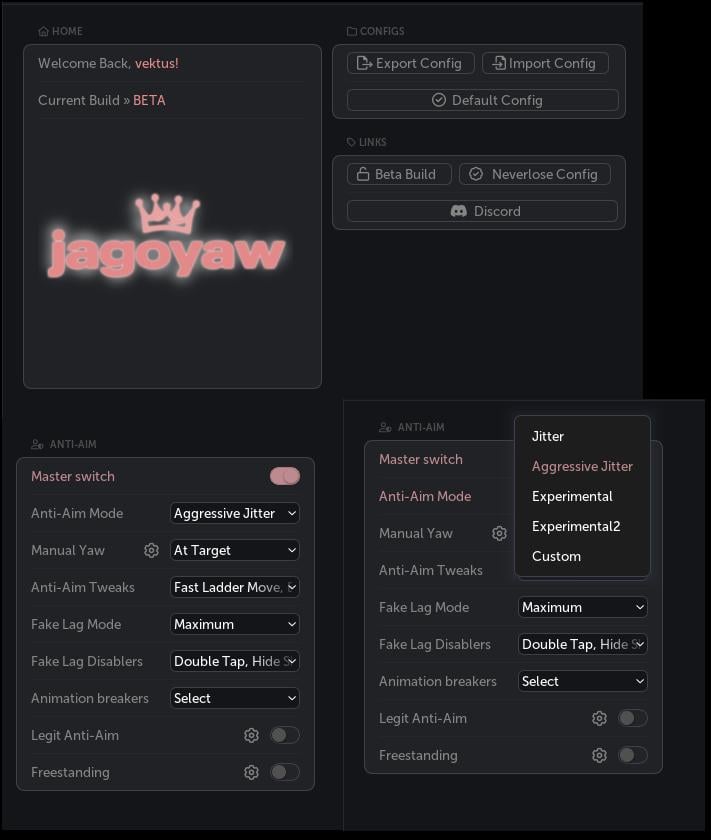 HOME
Welcome Back, vektus!
Current Build » BETA
jagoyaw
CONFIGS
Export Config
Import Config
Default Config
LINKS
Beta Build
Neverlose Config
Discord
ANTI-AIM
Master switch
Anti-Aim Mode
Aggressive Jitter
Manual Yaw
At Target
Anti-Aim Tweaks
Fast Ladder Move,
Fake Lag Mode
Maximum
Fake Lag Disablers
Double Tap, Hide S
Animation breakers
Select
Legit Anti-Aim
Freestanding
ANTI-AIM
Master switch
Anti-Aim Mode
Manual Yaw
Anti-Aim Tweaks
Jitter
Aggressive Jitter
Experimental
Experimental2
Custom
Fake Lag Mode
Maximum
Fake Lag Disablers
Double Tap, Hide S
Animation breakers
Select
Legit Anti-Aim
Freestanding